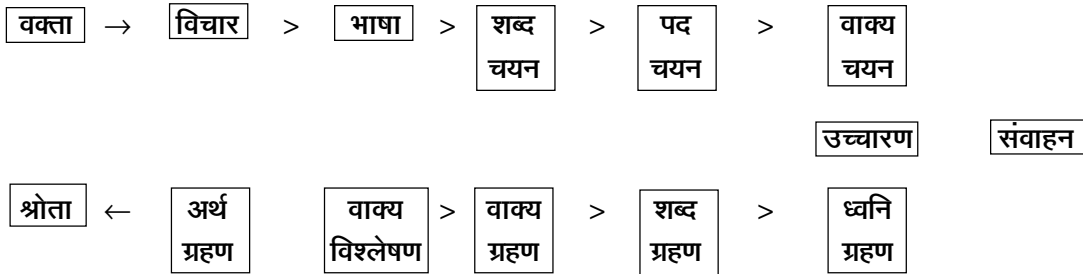 वक्ता → विचार > भाषा > शब्द चयन > पद चयन > वाक्य चयन
उच्चारण संवाहन
श्रोता ← अर्थ ग्रहण वाक्य विश्लेषण > वाक्य ग्रहण > शब्द ग्रहण > ध्वनि ग्रहण